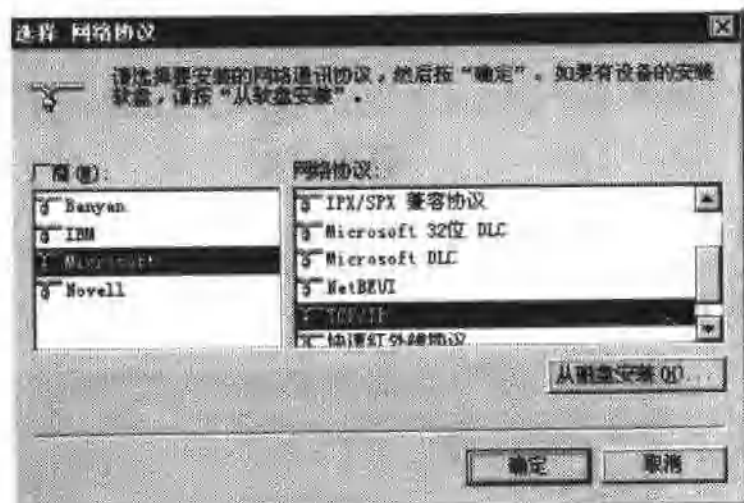 选择 网络协议
请选择要安装的网络通讯协议，然后按“确定”。如果有设备的安装
软盘，请按“从软盘安装”。
厂商(M):
网络协议:
Banyan
IBM
Microsoft
Novell
IPX/SPX 兼容协议
Microsoft 32位 DLC
Microsoft DLC
NetBEUI
TCP/IP
快速红外线协议
从磁盘安装(H)...
确定
取消